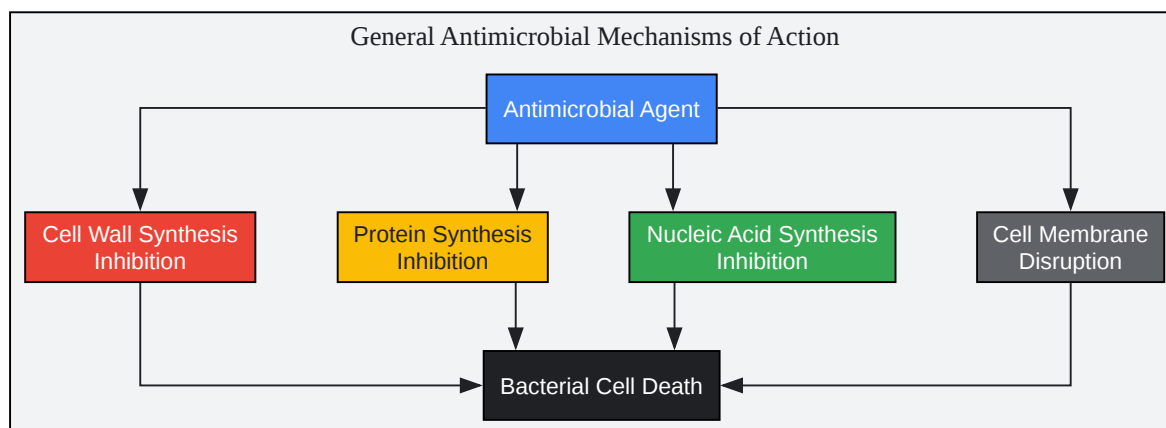 General Antimicrobial Mechanisms of Action
Antimicrobial Agent
Cell Wall Synthesis
Inhibition
Protein Synthesis
Inhibition
Nucleic Acid Synthesis
Inhibition
Cell Membrane
Disruption
Bacterial Cell Death